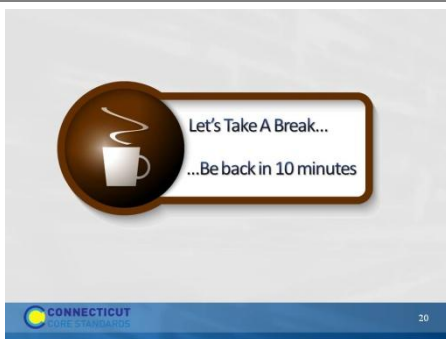 Let's Take A Break...
...Be back in 10 minutes
CONNECTICUT
CORE STANDARDS
20